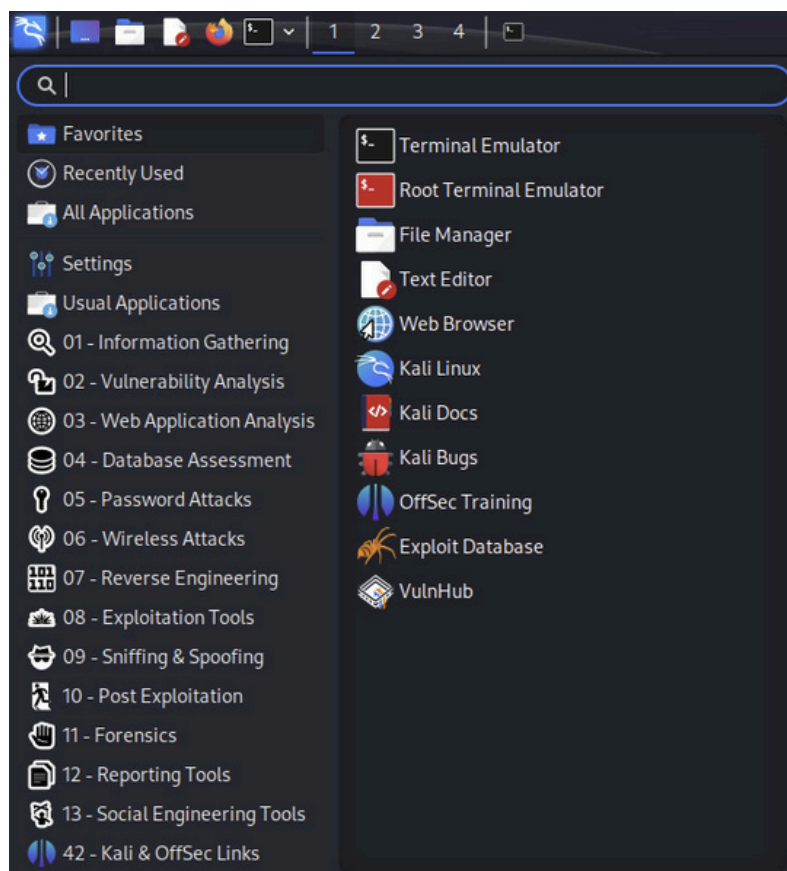 1 2 3 4
Favorites
Recently Used
All Applications
Settings
Usual Applications
01 - Information Gathering
02 - Vulnerability Analysis
03 - Web Application Analysis
04 - Database Assessment
05 - Password Attacks
06 - Wireless Attacks
07 - Reverse Engineering
08 - Exploitation Tools
09 - Sniffing & Spoofing
10 - Post Exploitation
11 - Forensics
12 - Reporting Tools
13 - Social Engineering Tools
42 - Kali & OffSec Links
$_ Terminal Emulator
$_ Root Terminal Emulator
File Manager
Text Editor
Web Browser
Kali Linux
</> Kali Docs
Kali Bugs
OffSec Training
Exploit Database
VulnHub